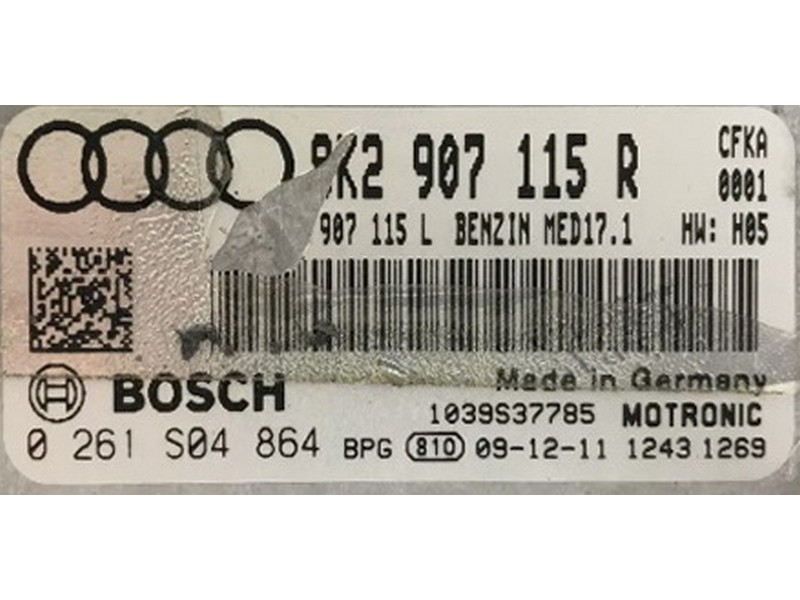 8K2 907 115 R
CFKA
0001
907 115 L BENZIN MED17.1 HW: H05
BOSCH
Made in Germany
1039S37785 MOTRONIC
0 261 S04 864 BPG 810 09-12-11 1243 1269